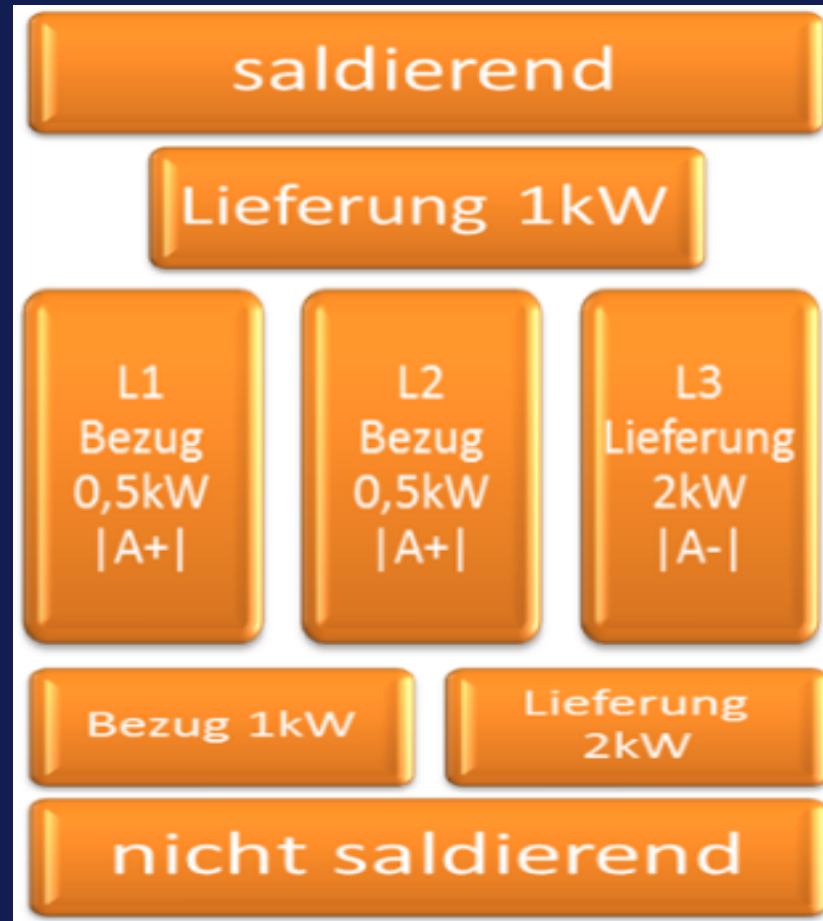 saldierend
Lieferung 1kW
L1
Bezug
0,5kW
|A+|
L2
Bezug
0,5kW
|A+|
L3
Lieferung
2kW
|A-|
Bezug 1kW
Lieferung
2kW
nicht saldierend